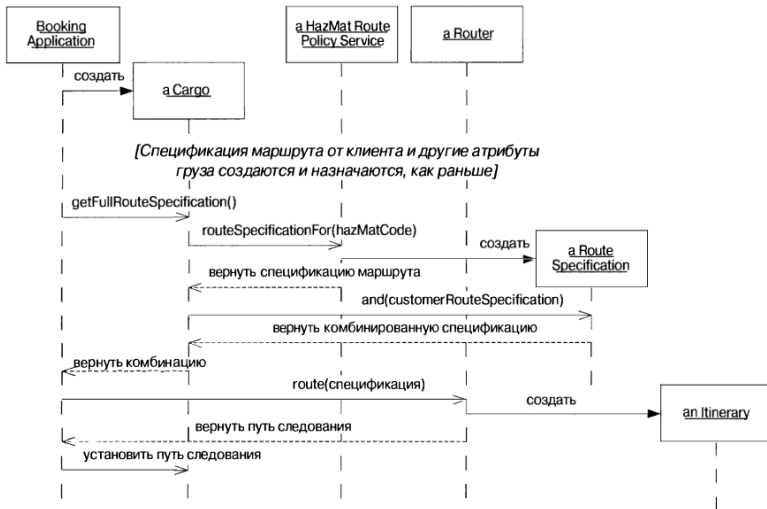 Booking
Application
a HazMat Route
Policy Service
a Router
создать
a Cargo
[Спецификация маршрута от клиента и другие атрибуты
груза создаются и назначаются, как раньше]
getFullRouteSpecification()
routeSpecificationFor(hazMatCode)
создать
a Route
Specification
вернуть спецификацию маршрута
and(customerRouteSpecification)
вернуть комбинированную спецификацию
вернуть комбинацию
route(спецификация)
создать
an Itinerary
вернуть путь следования
установить путь следования